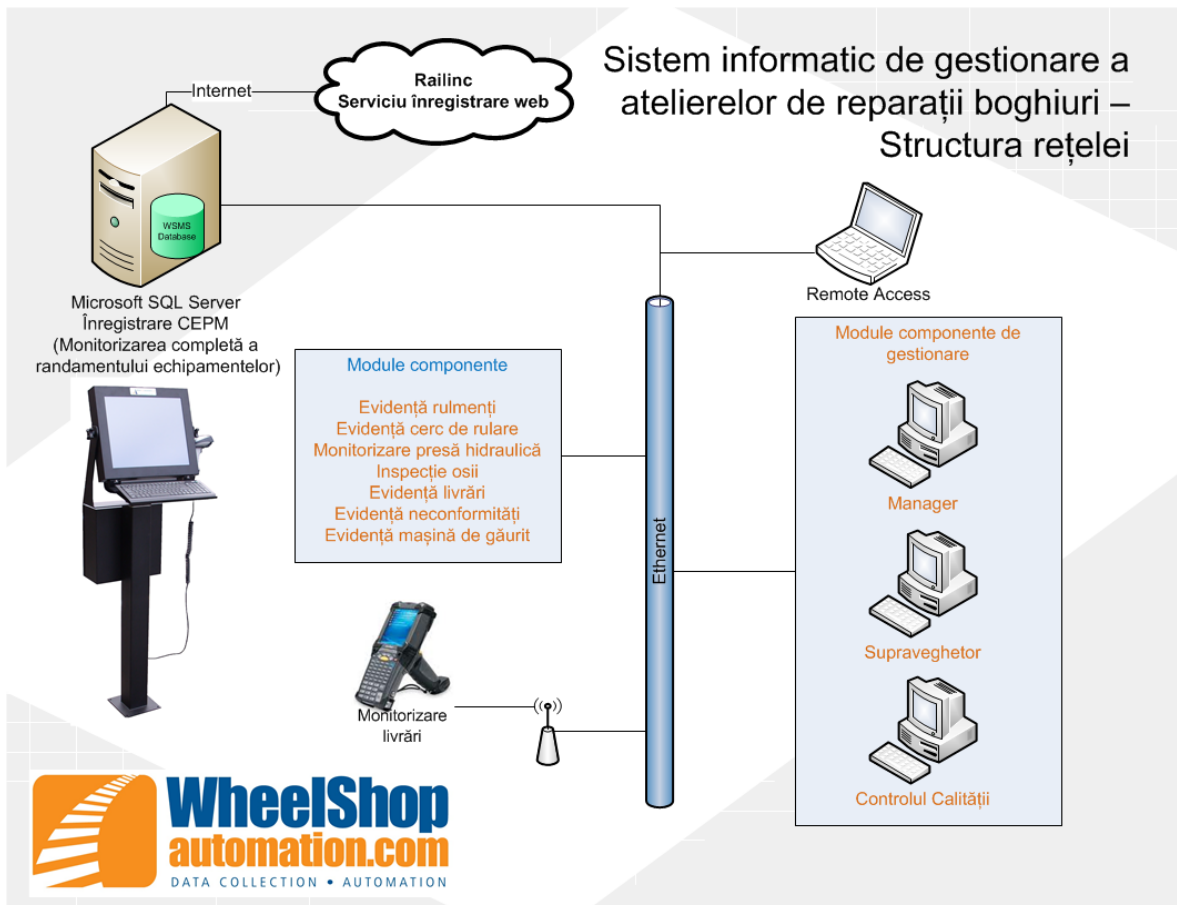 Sistem informatic de gestionare a
atelierelor de reparații boghiuri –
Structura rețelei
Railinc
Serviciu înregistrare web
Internet
WSMS
Database
Microsoft SQL Server
Înregistrare CEPM
(Monitorizarea completă a
randamentului echipamentelor)
Remote Access
Module componente
Evidență rulmenți
Evidență cerc de rulare
Monitorizare presă hidraulică
Inspecție osii
Evidență livrări
Evidență neconformități
Evidență mașină de găurit
Ethernet
Module componente de
gestionare
Manager
Supraveghetor
Controlul Calității
Monitorizare
livrări
WheelShop
automation.com
DATA COLLECTION • AUTOMATION